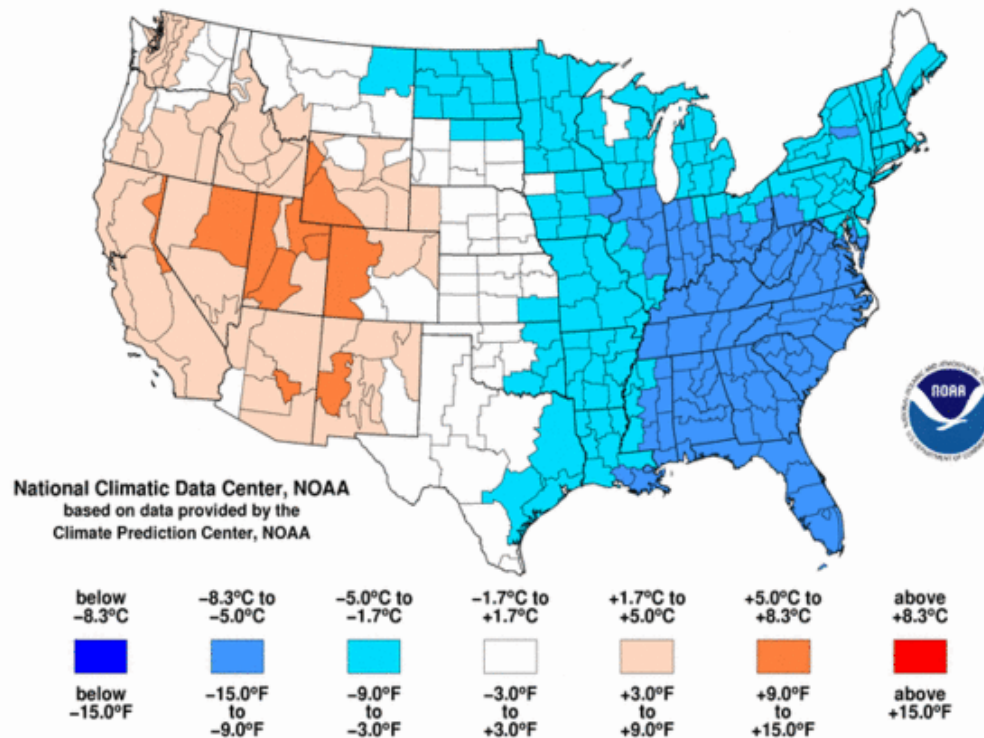 NOAA
National Climatic Data Center, NOAA
based on data provided by the
Climate Prediction Center, NOAA
below
−8.3ºC
−8.3ºC to
−5.0ºC
−5.0ºC to
−1.7ºC
−1.7ºC to
+1.7ºC
+1.7ºC to
+5.0ºC
+5.0ºC to
+8.3ºC
above
+8.3ºC
below
−15.0ºF
−15.0ºF
to
−9.0ºF
−9.0ºF
to
−3.0ºF
−3.0ºF
to
+3.0ºF
+3.0ºF
to
+9.0ºF
+9.0ºF
to
+15.0ºF
above
+15.0ºF